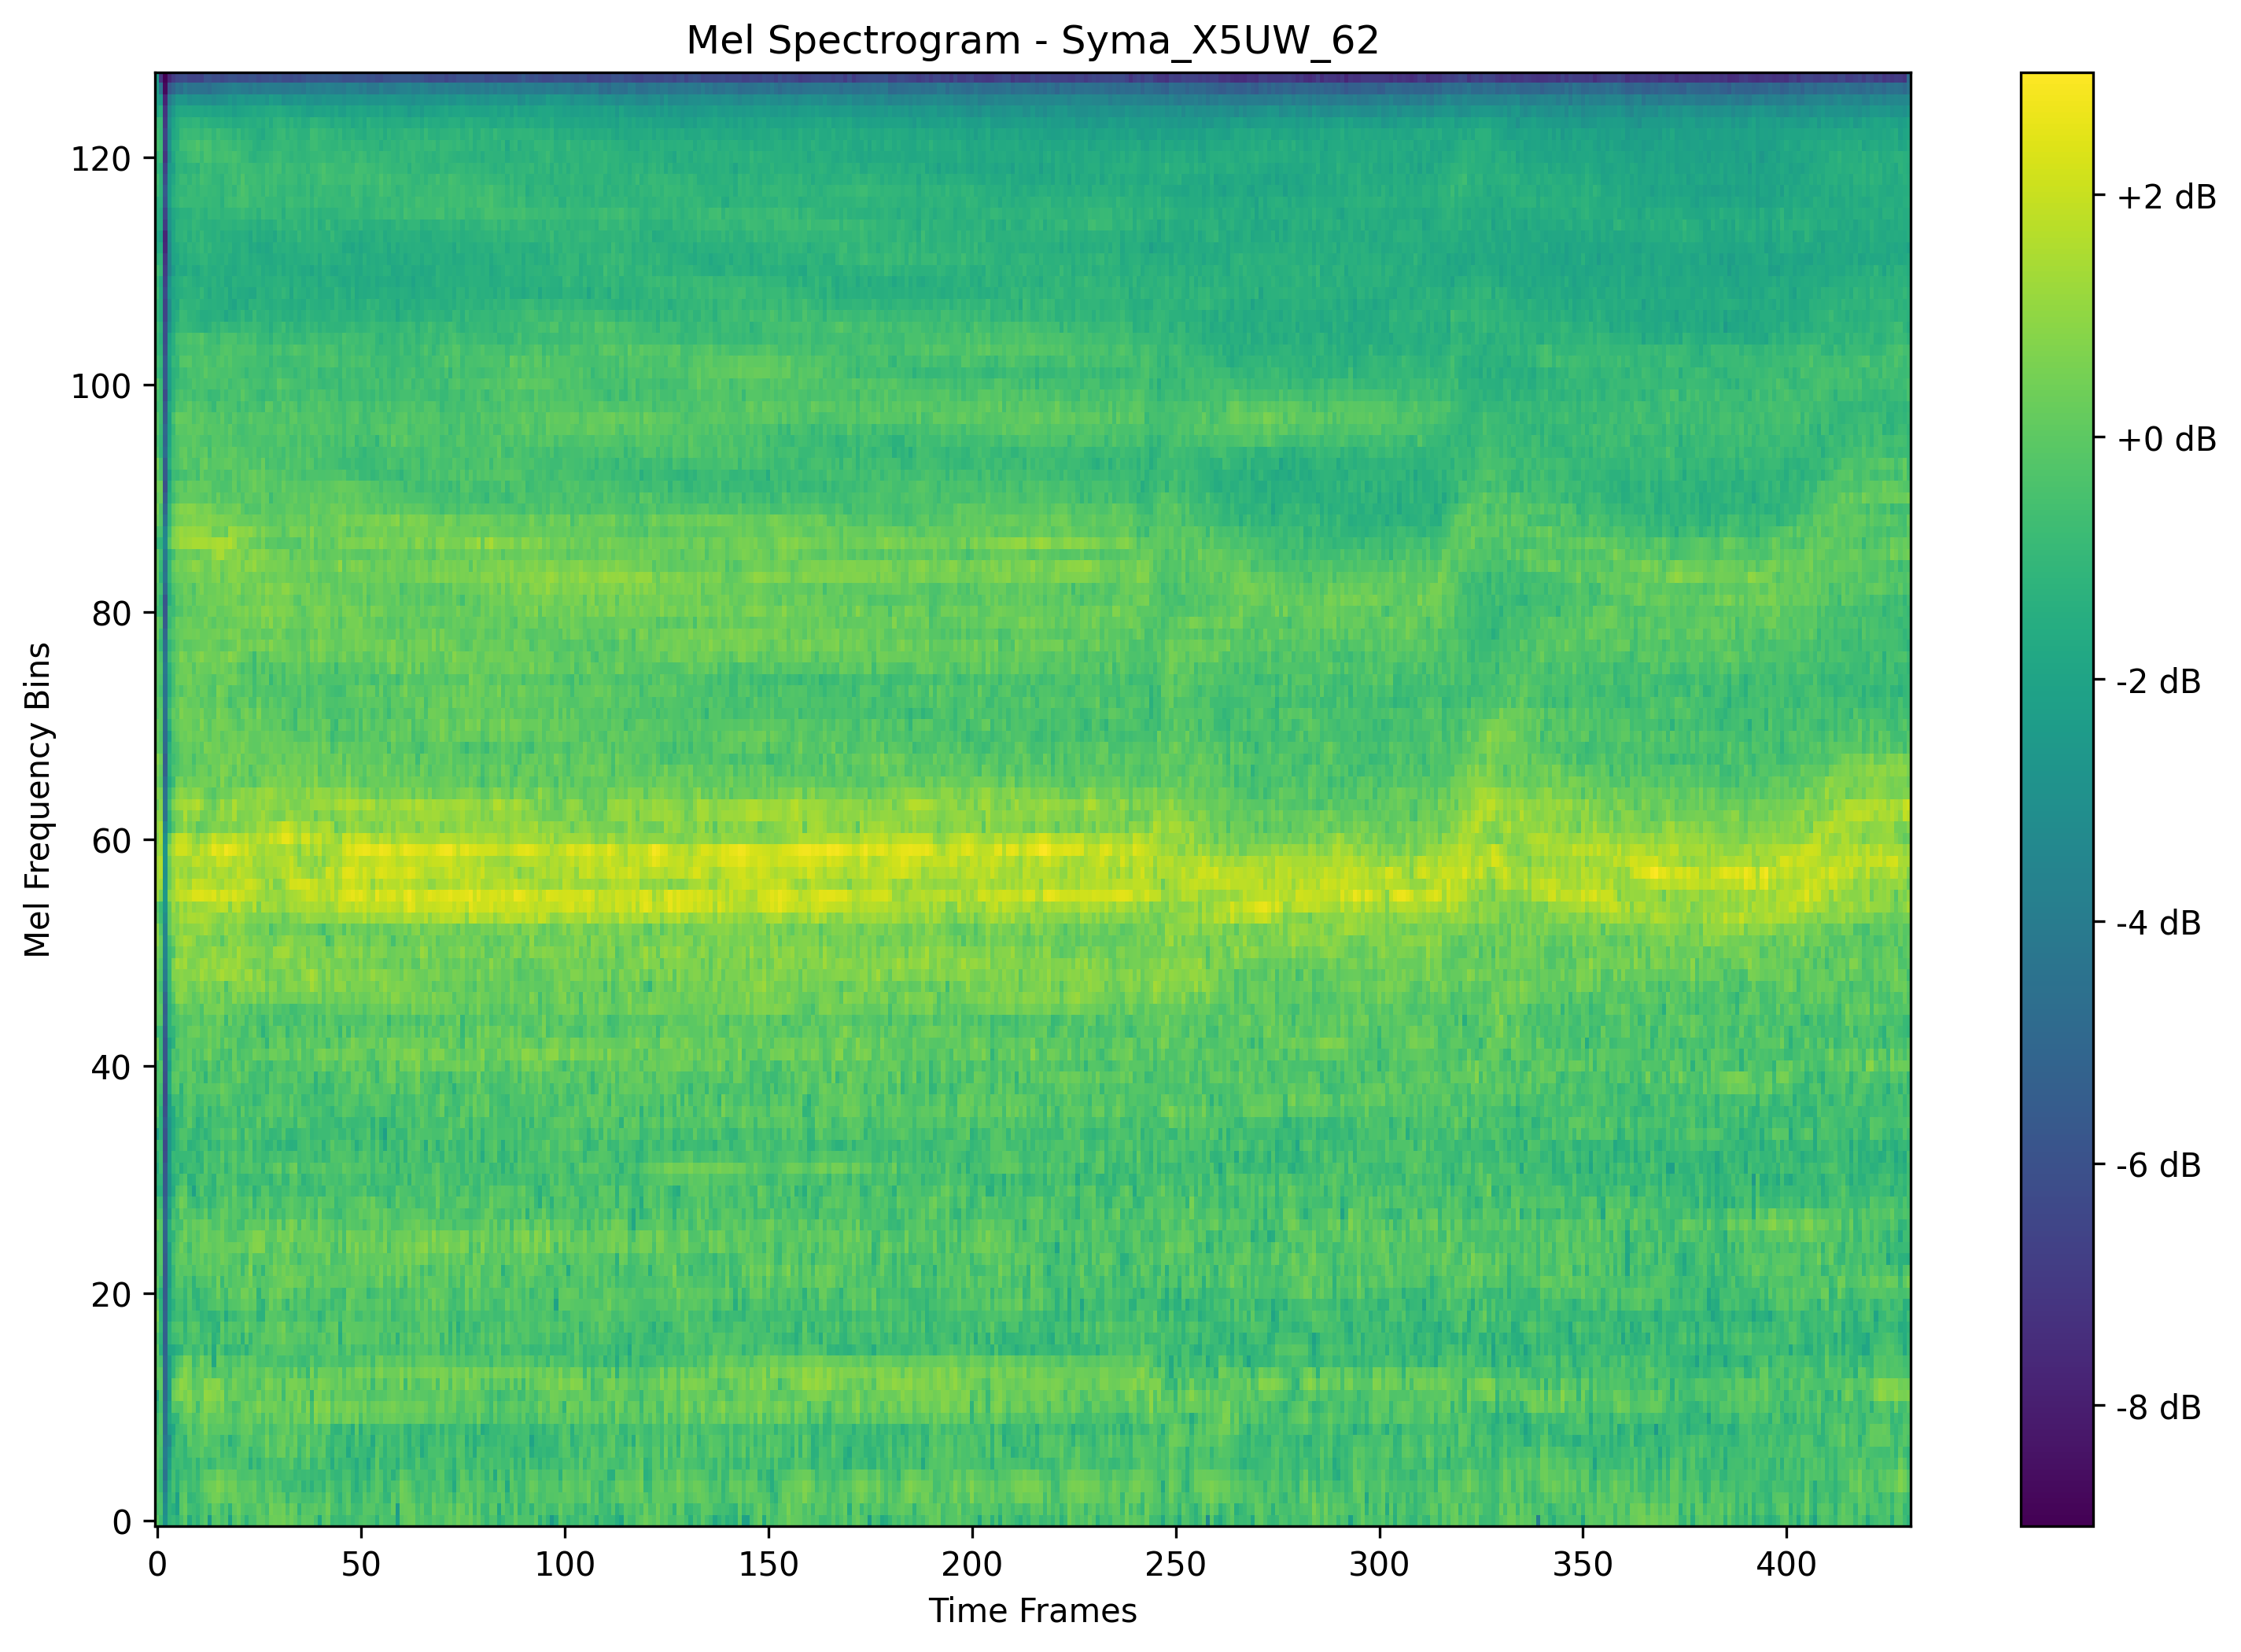 Mel Spectrogram - Syma_X5UW_62
Mel Frequency Bins
120
100
80
60
40
20
0
0 50 100 150 200 250 300 350 400
Time Frames
+2 dB
+0 dB
-2 dB
-4 dB
-6 dB
-8 dB